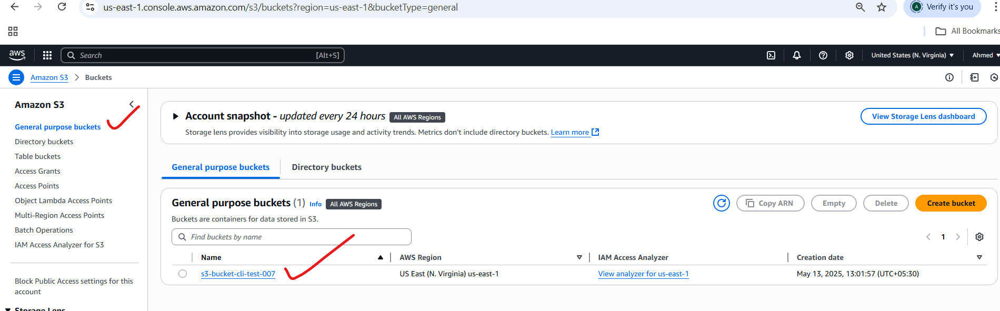 us-east-1.console.aws.amazon.com/s3/buckets?region=us-east-1&bucketType=general
A Verify it's you
All Bookmarks
aws Search [Alt+S] United States (N. Virginia) Ahmed
Amazon S3 Buckets
Amazon S3
General purpose buckets
Directory buckets
Table buckets
Access Grants
Access Points
Object Lambda Access Points
Multi-Region Access Points
Batch Operations
IAM Access Analyzer for S3
Block Public Access settings for this
account
Storage Lens
Account snapshot - updated every 24 hours All AWS Regions
View Storage Lens dashboard
Storage lens provides visibility into storage usage and activity trends. Metrics don't include directory buckets. Learn more
General purpose buckets Directory buckets
General purpose buckets (1) Info All AWS Regions
Copy ARN Empty Delete Create bucket
Buckets are containers for data stored in S3.
Find buckets by name
1
Name AWS Region IAM Access Analyzer Creation date
s3-bucket-cli-test-007 US East (N. Virginia) us-east-1 View analyzer for us-east-1 May 13, 2025, 13:01:57 (UTC+05:30)